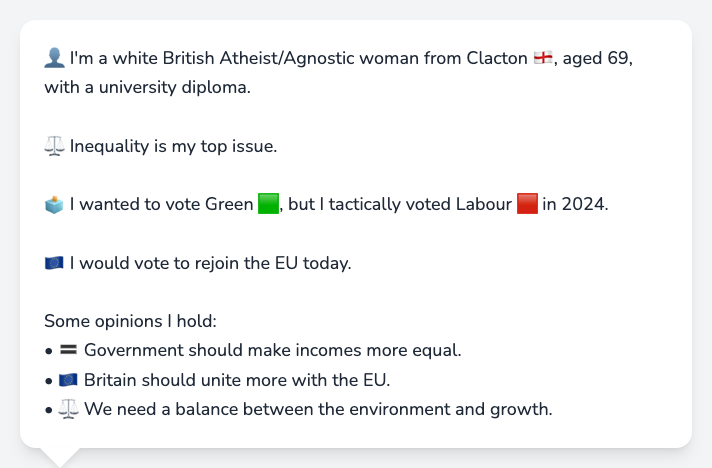 👤 I'm a white British Atheist/Agnostic woman from Clacton 🏴󠁧󠁢󠁥󠁮󠁧󠁿, aged 69,
with a university diploma.
⚖️ Inequality is my top issue.
🗳️ I wanted to vote Green 🟩, but I tactically voted Labour 🟥 in 2024.
🇪🇺 I would vote to rejoin the EU today.
Some opinions I hold:
• 🟰 Government should make incomes more equal.
• 🇪🇺 Britain should unite more with the EU.
• ⚖️ We need a balance between the environment and growth.